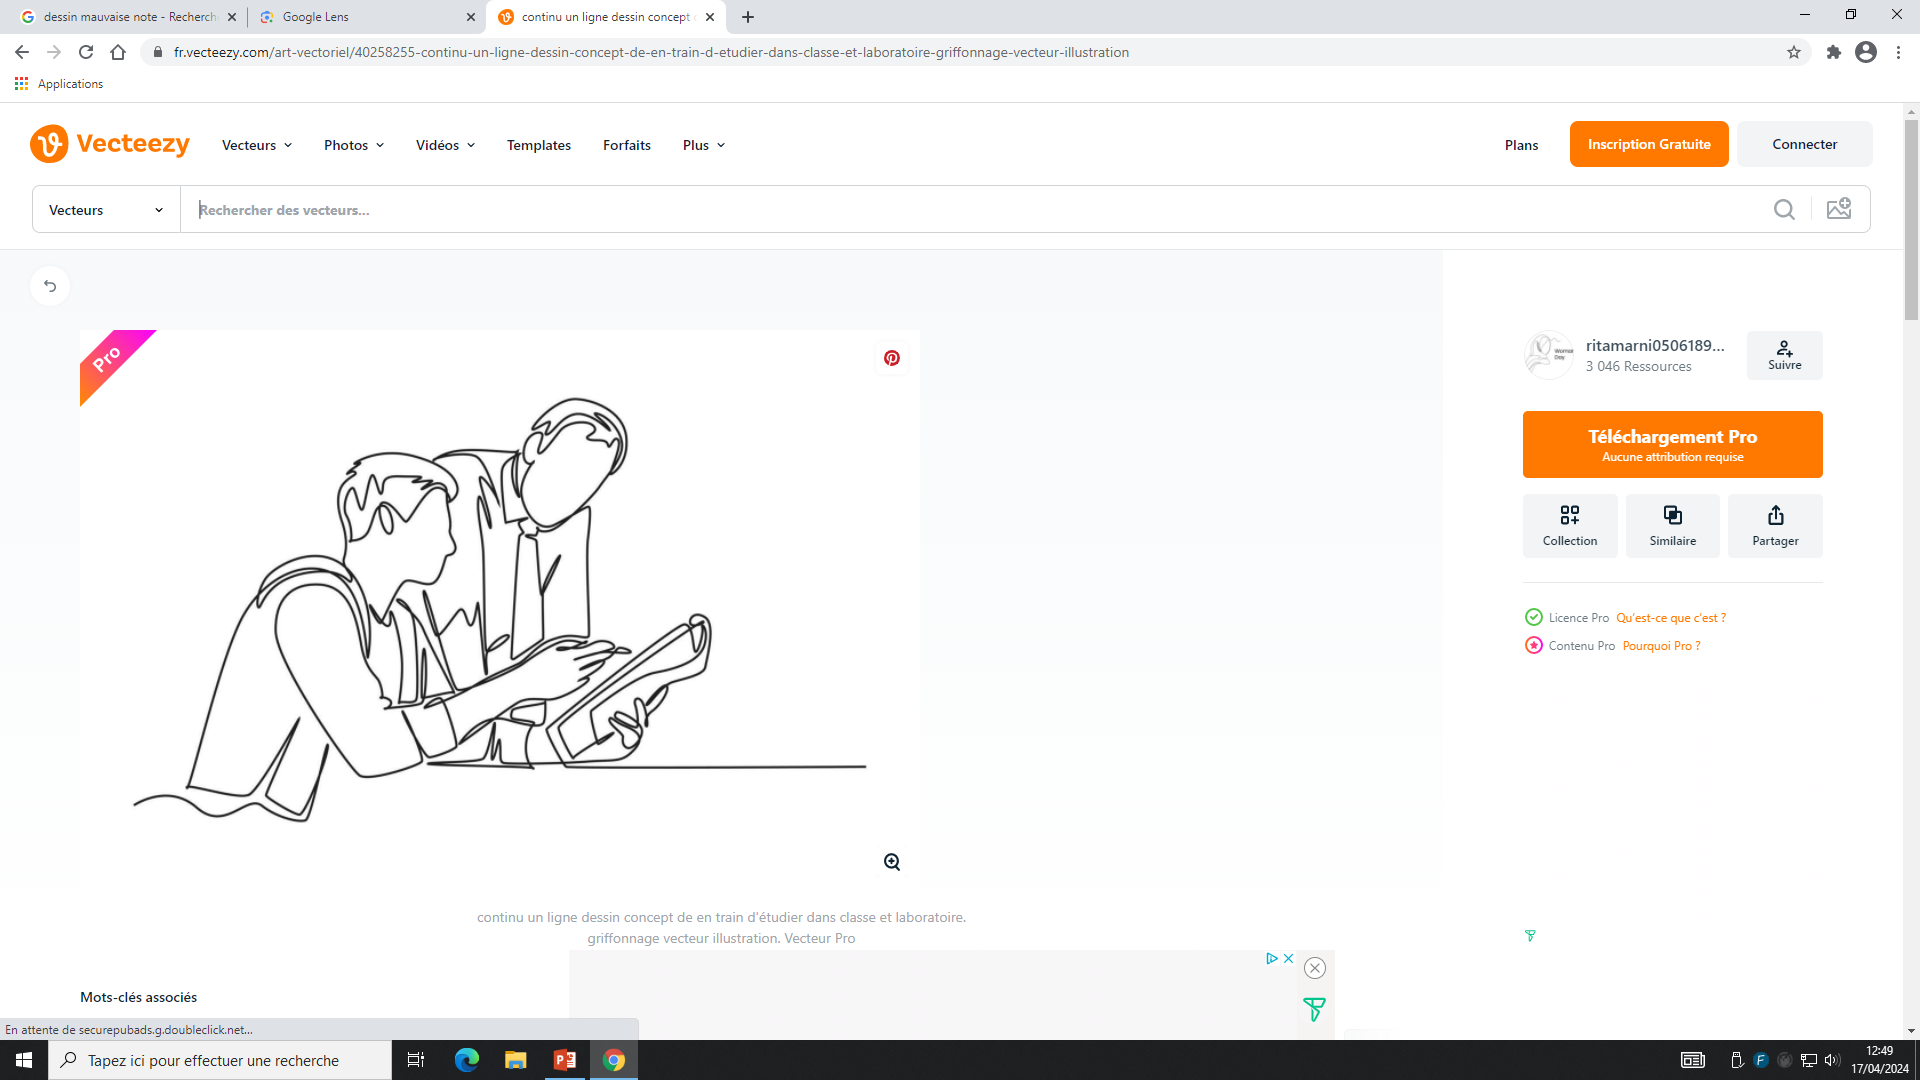 dessin mauvaise note - Recherch
Google Lens
continu un ligne dessin concept
fr.vecteezy.com/art-vectoriel/40258255-continu-un-ligne-dessin-concept-de-en-train-d-etudier-dans-classe-et-laboratoire-griffonnage-vecteur-illustration
Applications
Vecteezy
Vecteurs
Photos
Vidéos
Templates
Forfaits
Plus
Plans
Inscription Gratuite
Connecter
Vecteurs
Rechercher des vecteurs...
Pro
ritamarni0506189...
3 046 Ressources
Suivre
Téléchargement Pro
Aucune attribution requise
Collection
Similaire
Partager
Licence Pro Qu'est-ce que c'est ?
Contenu Pro Pourquoi Pro ?
continu un ligne dessin concept de en train d'étudier dans classe et laboratoire.
griffonnage vecteur illustration. Vecteur Pro
Mots-clés associés
En attente de securepubads.g.doubleclick.net...
Tapez ici pour effectuer une recherche
12:49
17/04/2024